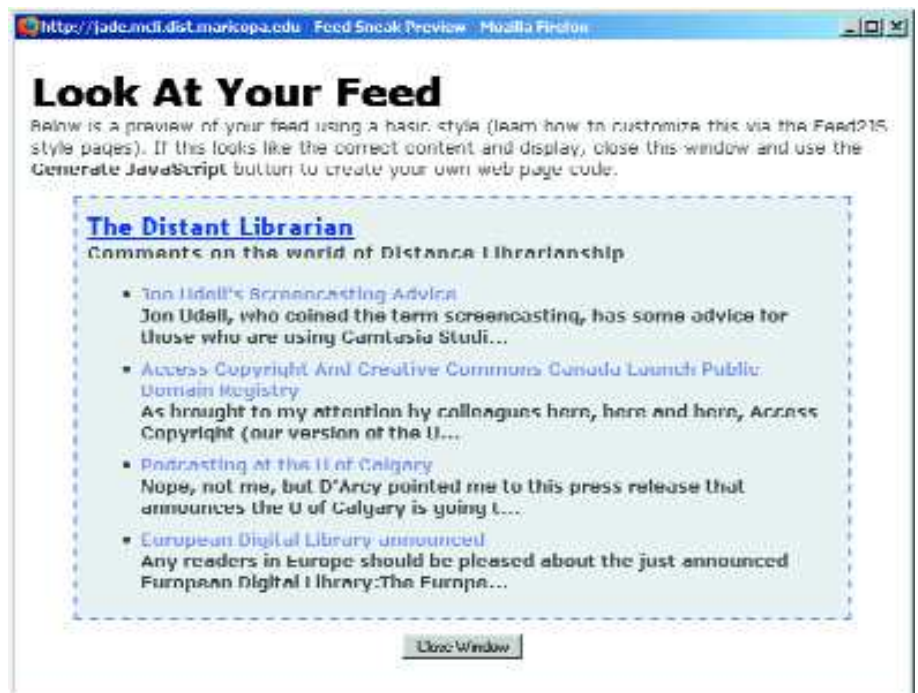 http://jade.mcli.dist.maricopa.edu - Feed Sneak Preview - Mozilla Firefox
Look At Your Feed
Below is a preview of your feed using a basic style (learn how to customize this via the Feed2JS
style pages). If this looks like the correct content and display, close this window and use the
Generate JavaScript button to create your own web page code.
The Distant Librarian
Comments on the world of Distance Librarianship
• Jon Udell's Screencasting Advice
Jon Udell, who coined the term screencasting, has some advice for
those who are using Camtasia Studi...
• Access Copyright And Creative Commons Canada Launch Public
Domain Registry
As brought to my attention by colleagues here, here and here, Access
Copyright (our version of the U...
• Podcasting at the U of Calgary
Nope, not me, but D'Arcy pointed me to this press release that
announces the U of Calgary is going t...
• European Digital Library announced
Any readers in Europe should be pleased about the just announced
European Digital Library:The Europe...
Close Window